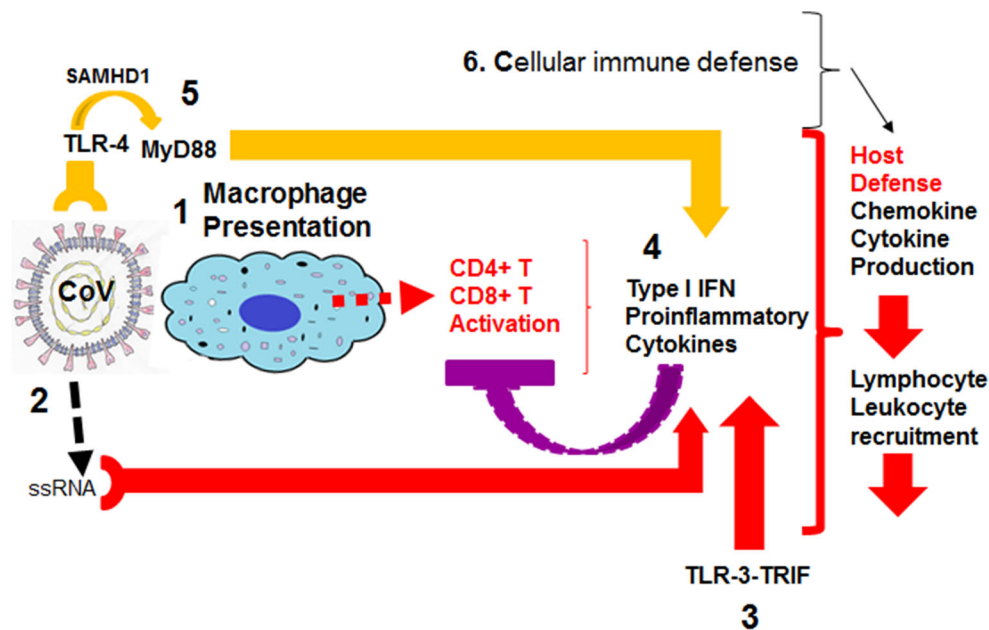 6. Cellular immune defense
SAMHD1
5
TLR-4
MyD88
1
Macrophage
Presentation
CoV
CD4+ T
CD8+ T
Activation
4
Type I IFN
Proinflammatory
Cytokines
Host
Defense
Chemokine
Cytokine
Production
Lymphocyte
Leukocyte
recruitment
2
ssRNA
TLR-3-TRIF
3